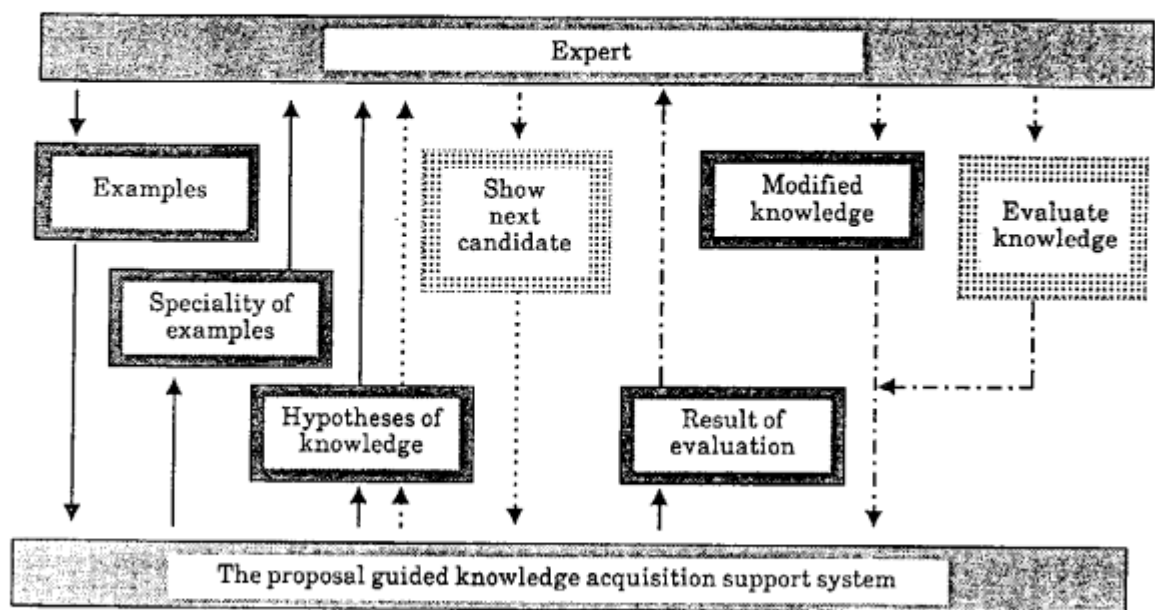 Expert
Examples
Show
next
candidate
Modified
knowledge
Evaluate
knowledge
Speciality of
examples
Hypotheses of
knowledge
Result of
evaluation
The proposal guided knowledge acquisition support system